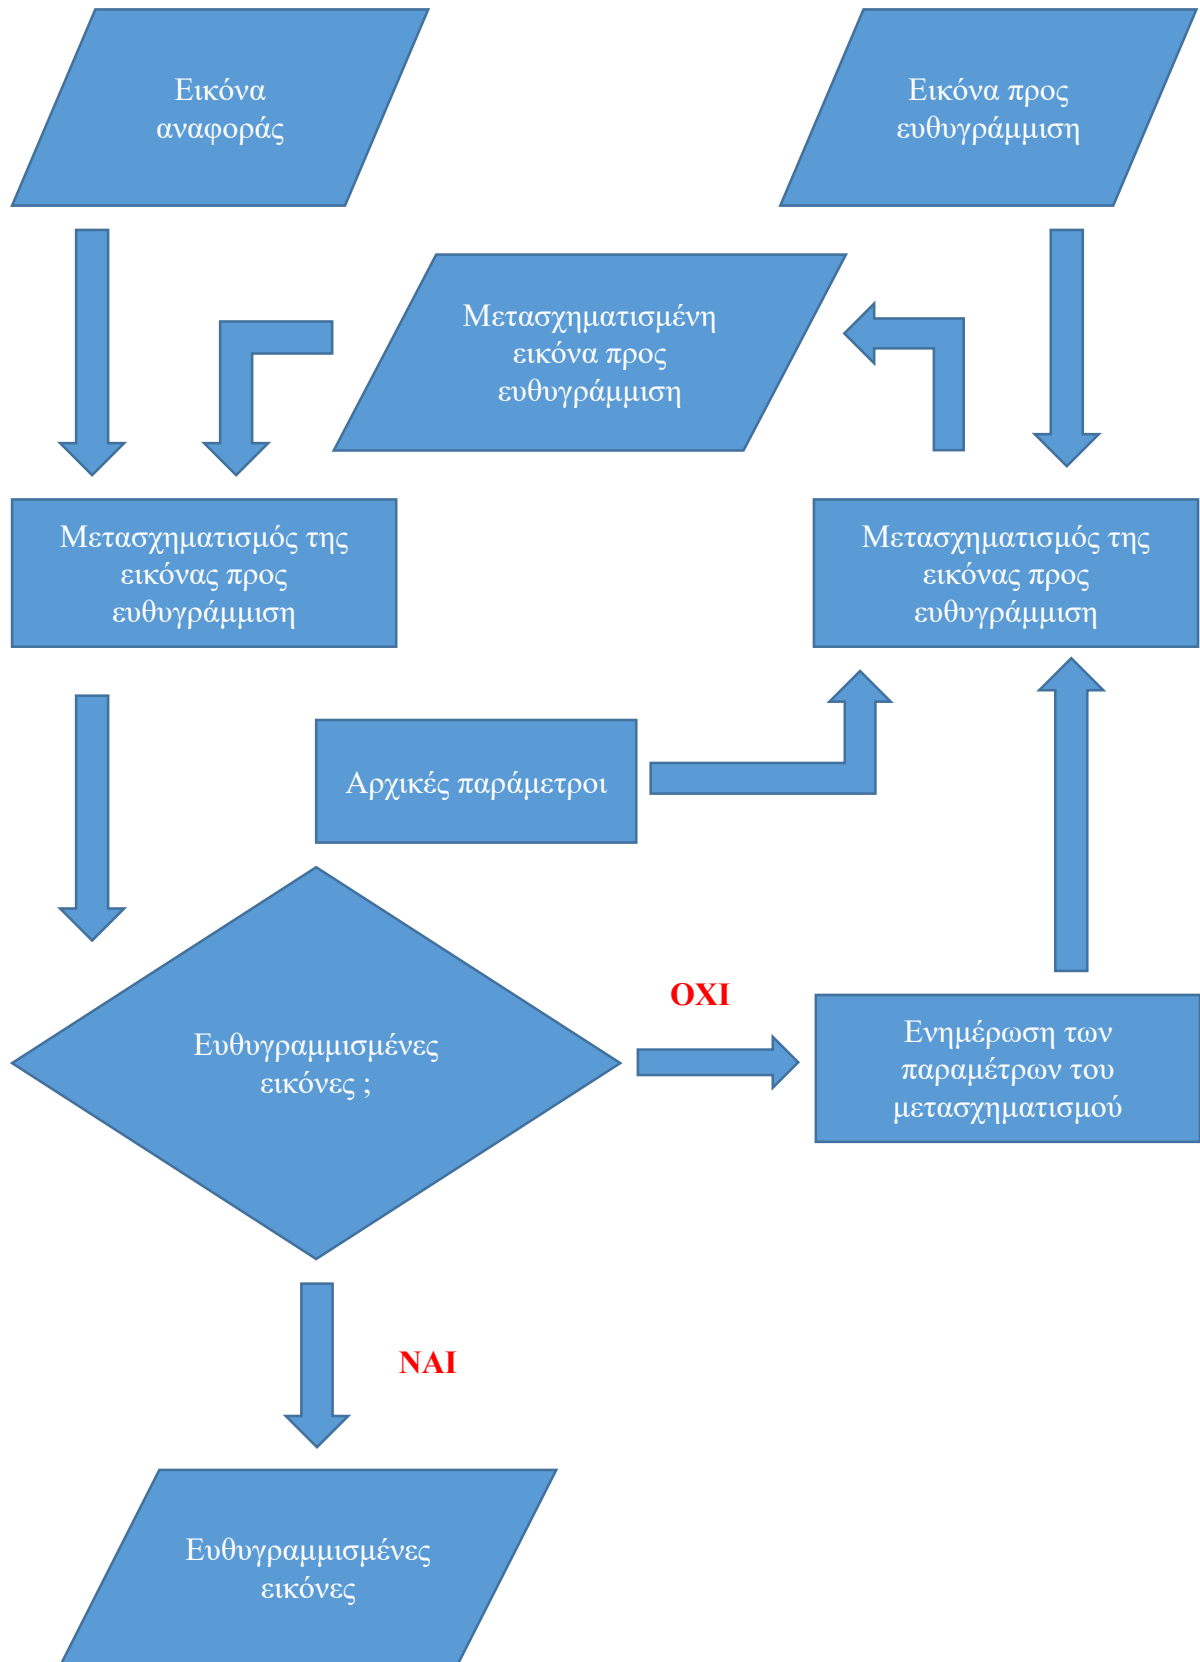 Εικόνα
αναφοράς
Εικόνα προς
ευθυγράμμιση
Μετασχηματισμένη
εικόνα προς
ευθυγράμμιση
Μετασχηματισμός της
εικόνας προς
ευθυγράμμιση
Μετασχηματισμός της
εικόνας προς
ευθυγράμμιση
Αρχικές παράμετροι
Ευθυγραμμισμένες
εικόνες ;
ΟΧΙ
Ενημέρωση των
παραμέτρων του
μετασχηματισμού
ΝΑΙ
Ευθυγραμμισμένες
εικόνες